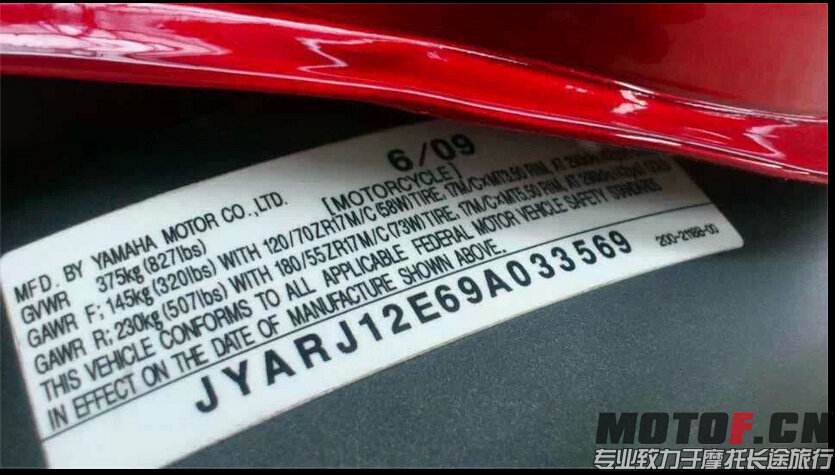 6/09
MFD. BY YAMAHA MOTOR CO.,LTD. [MOTORCYCLE]
GVWR 375kg (827lbs)
GAWR F; 145kg (320lbs) WITH 120/70ZR17M/C (58W) TIRE, 17M/C×MT3.50 RIM, AT
GAWR R; 230kg (507lbs) WITH 180/55ZR17M/C (73W) TIRE, 17M/C×MT5.50 RIM, AT
THIS VEHICLE CONFORMS TO ALL APPLICABLE FEDERAL MOTOR VEHICLE SAFETY STANDARDS
IN EFFECT ON THE DATE OF MANUFACTURE SHOWN ABOVE.
2D0-2118B-00
JYARJ12E69A033569
MOTOF.CN
专业致力于摩托长途旅行